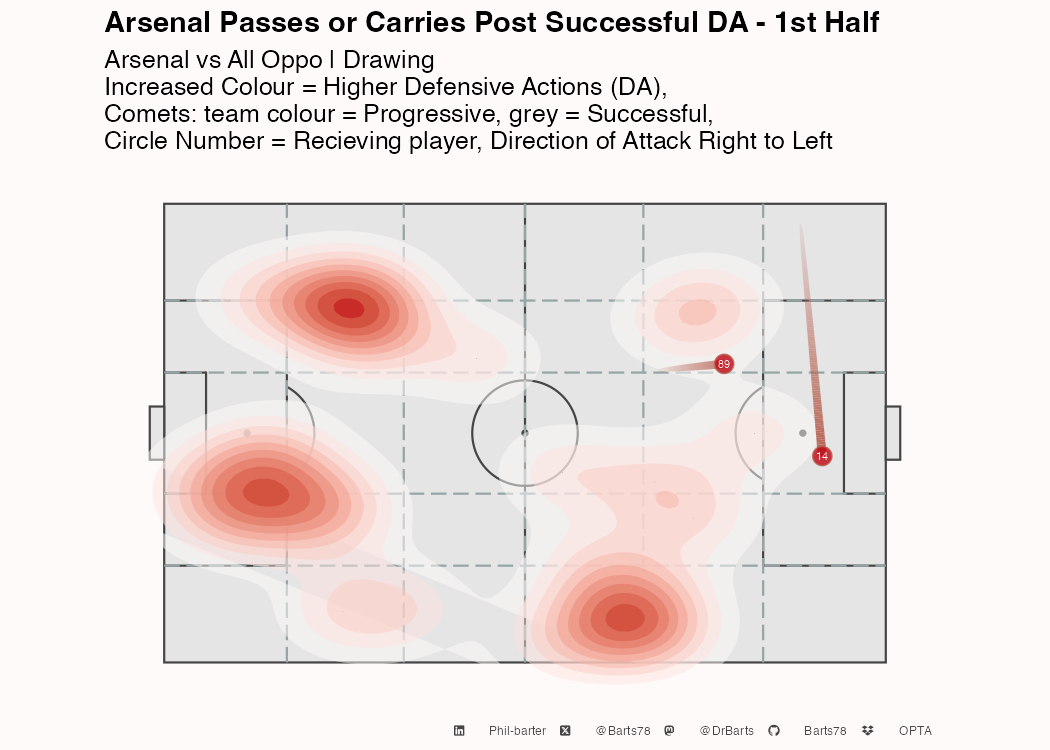 Arsenal Passes or Carries Post Successful DA - 1st Half
Arsenal vs All Oppo | Drawing
Increased Colour = Higher Defensive Actions (DA),
Comets: team colour = Progressive, grey = Successful,
Circle Number = Recieving player, Direction of Attack Right to Left
89
14
Phil-barter @Barts78 @DrBarts Barts78 OPTA